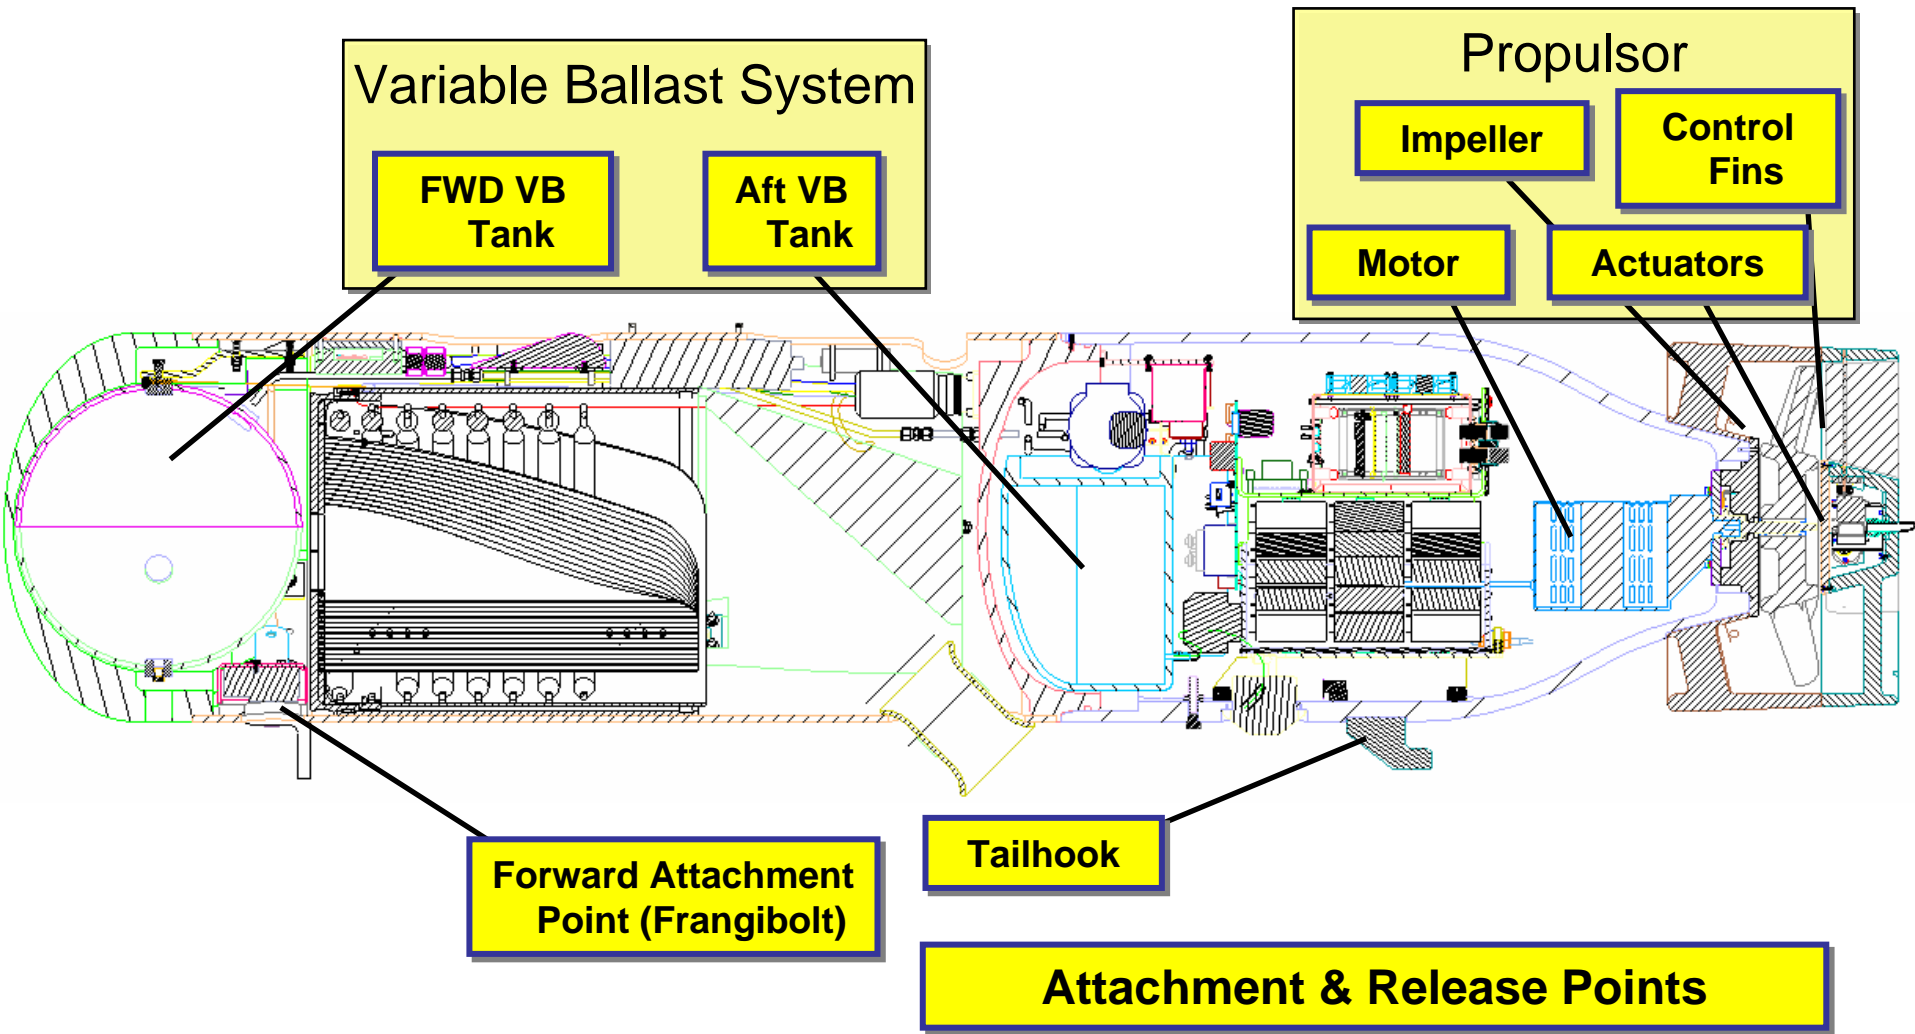 Variable Ballast System
FWD VB
Tank
Aft VB
Tank
Propulsor
Impeller
Control
Fins
Motor
Actuators
Forward Attachment
Point (Frangibolt)
Tailhook
Attachment & Release Points